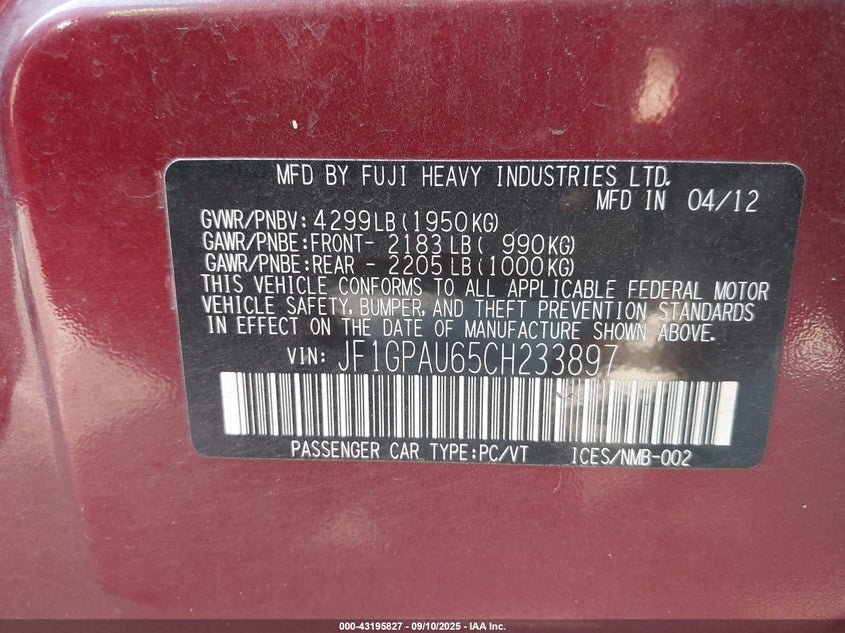 MFD BY FUJI HEAVY INDUSTRIES LTD.
MFD IN 04/12
GVWR/PNBV: 4299LB (1950KG)
GAWR/PNBE: FRONT- 2183 LB ( 990KG)
GAWR/PNBE: REAR - 2205 LB (1000KG)
THIS VEHICLE CONFORMS TO ALL APPLICABLE FEDERAL MOTOR
VEHICLE SAFETY, BUMPER, AND THEFT PREVENTION STANDARDS
IN EFFECT ON THE DATE OF MANUFACTURE SHOWN ABOVE.
VIN: JF1GPAU65CH233897
PASSENGER CAR TYPE:PC/VT ICES/NMB-002
000-43195827 - 09/10/2025 - IAA Inc.